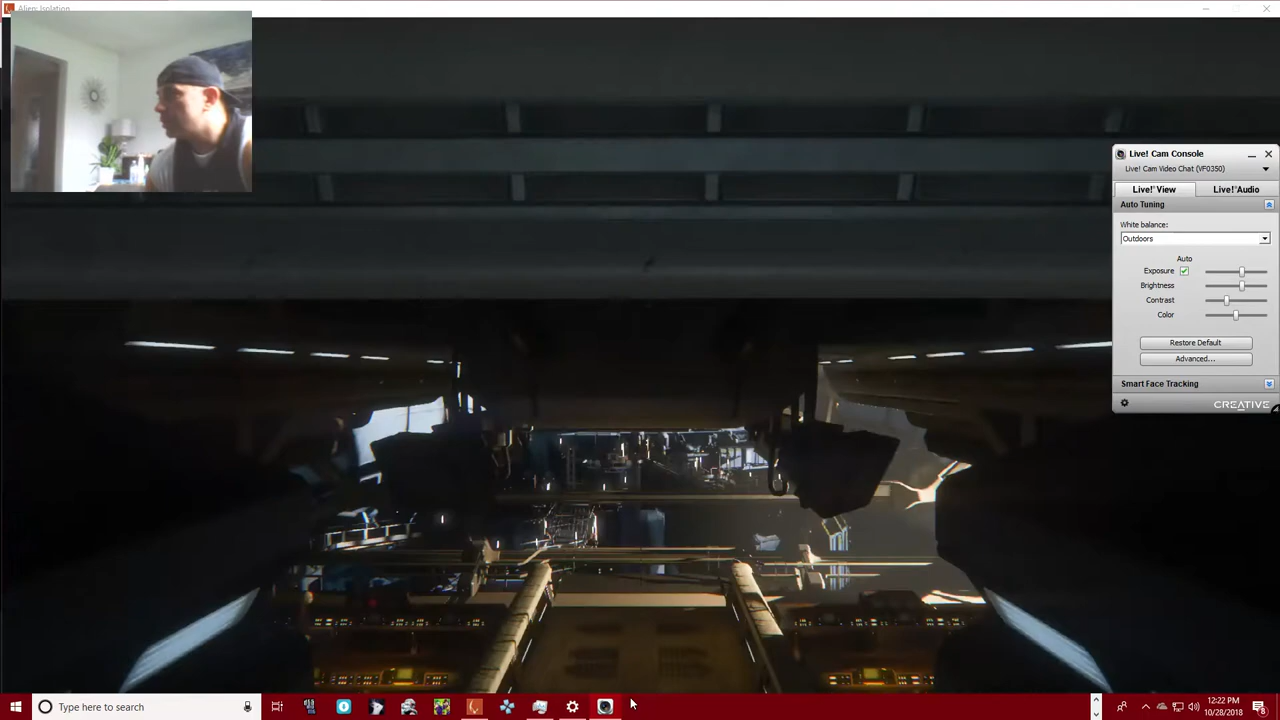 Alien: Isolation
Live! Cam Console
Live! Cam Video Chat (VF0350)
Live! View
Live! Audio
Auto Tuning
White balance:
Outdoors
Auto
Exposure
Brightness
Contrast
Color
Restore Default
Advanced...
Smart Face Tracking
CREATIVE
Type here to search
12:22 PM
10/28/2018
8